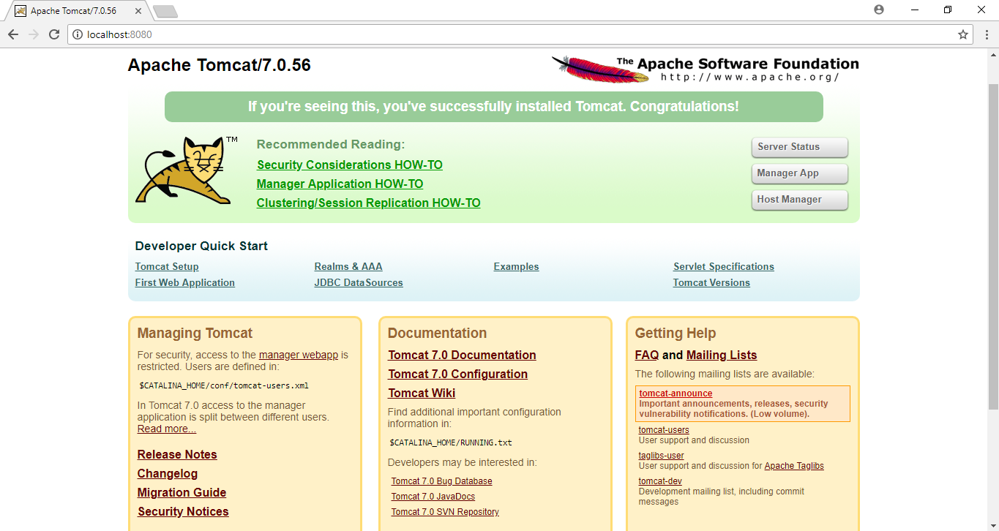 Apache Tomcat/7.0.56
localhost:8080
Apache Tomcat/7.0.56
The Apache Software Foundation
http://www.apache.org/
If you're seeing this, you've successfully installed Tomcat. Congratulations!
TM
Recommended Reading:
Security Considerations HOW-TO
Manager Application HOW-TO
Clustering/Session Replication HOW-TO
Server Status
Manager App
Host Manager
Developer Quick Start
Tomcat Setup
First Web Application
Realms & AAA
JDBC DataSources
Examples
Servlet Specifications
Tomcat Versions
Managing Tomcat
For security, access to the manager webapp is
restricted. Users are defined in:
$CATALINA_HOME/conf/tomcat-users.xml
In Tomcat 7.0 access to the manager
application is split between different users.
Read more...
Release Notes
Changelog
Migration Guide
Security Notices
Documentation
Tomcat 7.0 Documentation
Tomcat 7.0 Configuration
Tomcat Wiki
Find additional important configuration
information in:
$CATALINA_HOME/RUNNING.txt
Developers may be interested in:
Tomcat 7.0 Bug Database
Tomcat 7.0 JavaDocs
Tomcat 7.0 SVN Repository
Getting Help
FAQ and Mailing Lists
The following mailing lists are available:
tomcat-announce
Important announcements, releases, security
vulnerability notifications. (Low volume).
tomcat-users
User support and discussion
taglibs-user
User support and discussion for Apache Taglibs
tomcat-dev
Development mailing list, including commit
messages